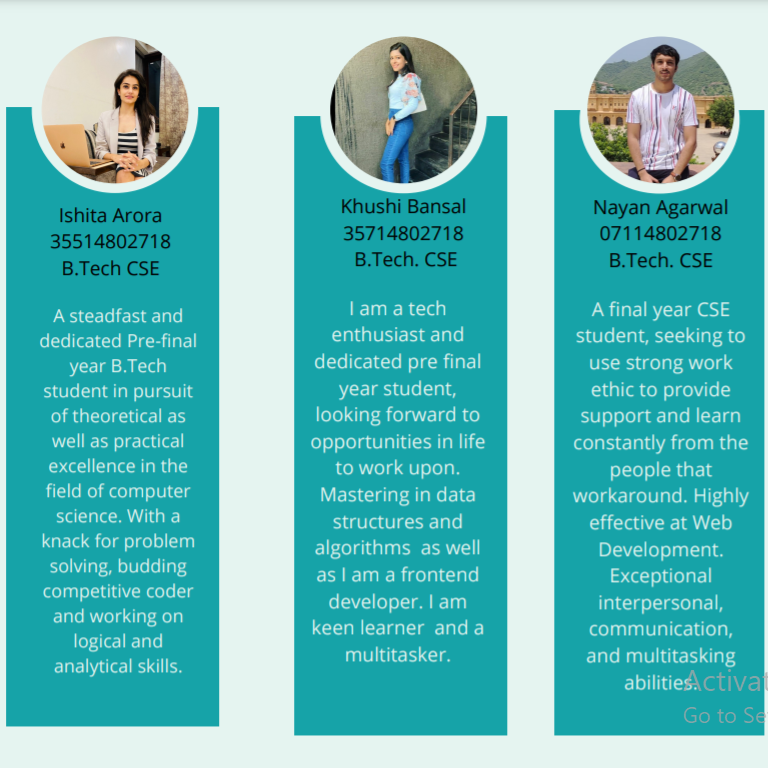 Ishita Arora
35514802718
B.Tech CSE
A steadfast and
dedicated Pre-final
year B.Tech
student in pursuit
of theoretical as
well as practical
excellence in the
field of computer
science. With a
knack for problem
solving, budding
competitive coder
and working on
logical and
analytical skills.
Khushi Bansal
35714802718
B.Tech. CSE
I am a tech
enthusiast and
dedicated pre final
year student,
looking forward to
opportunities in life
to work upon.
Mastering in data
structures and
algorithms as well
as I am a frontend
developer. I am
keen learner and a
multitasker.
Nayan Agarwal
07114802718
B.Tech. CSE
A final year CSE
student, seeking to
use strong work
ethic to provide
support and learn
constantly from the
people that
workaround. Highly
effective at Web
Development.
Exceptional
interpersonal,
communication,
and multitasking
abilities.
Activat
Go to Se